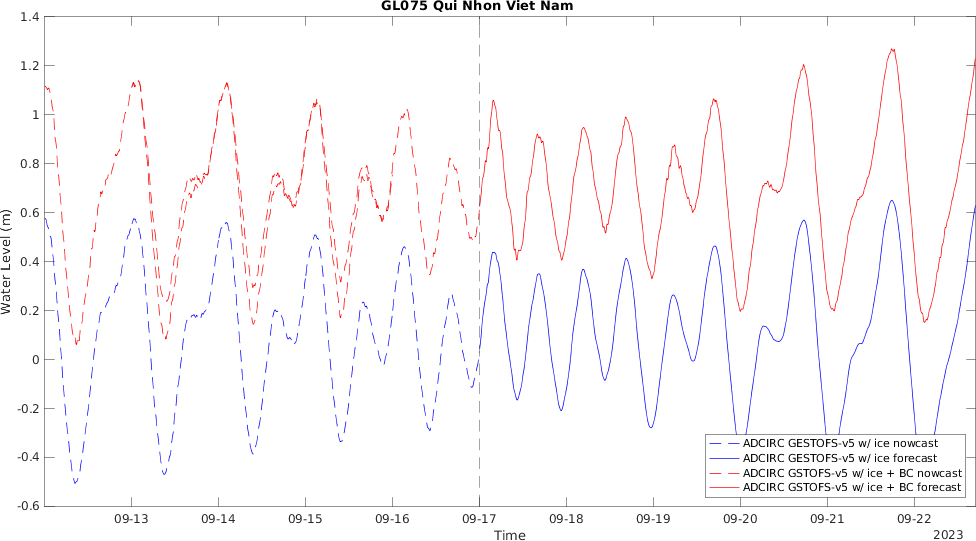 GL075 Qui Nhon Viet Nam
1.4
1.2
1
0.8
0.6
0.4
0.2
0
-0.2
-0.4
-0.6
Water Level (m)
ADCIRC GESTOFS-v5 w/ ice nowcast
ADCIRC GESTOFS-v5 w/ ice forecast
ADCIRC GSTOFS-v5 w/ ice + BC nowcast
ADCIRC GSTOFS-v5 w/ ice + BC forecast
09-13 09-14 09-15 09-16 09-17 09-18 09-19 09-20 09-21 09-22
Time
2023